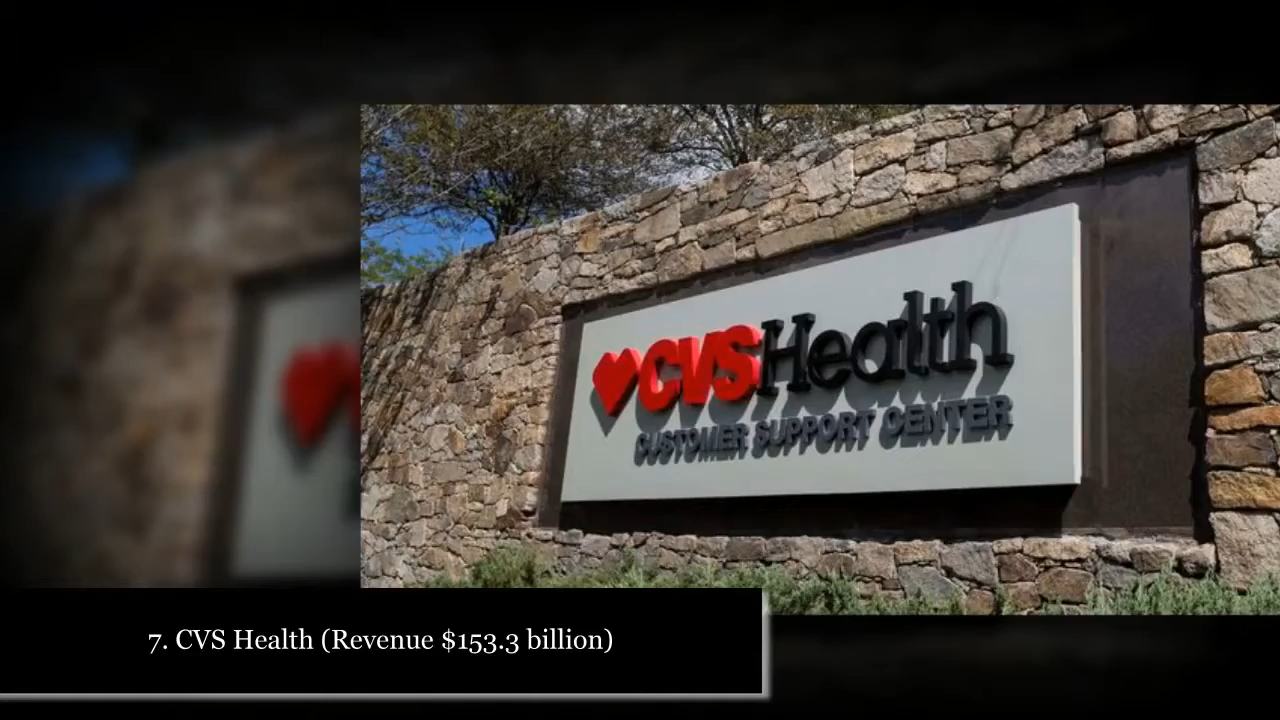 CVSHealth
CUSTOMER SUPPORT CENTER
7. CVS Health (Revenue $153.3 billion)